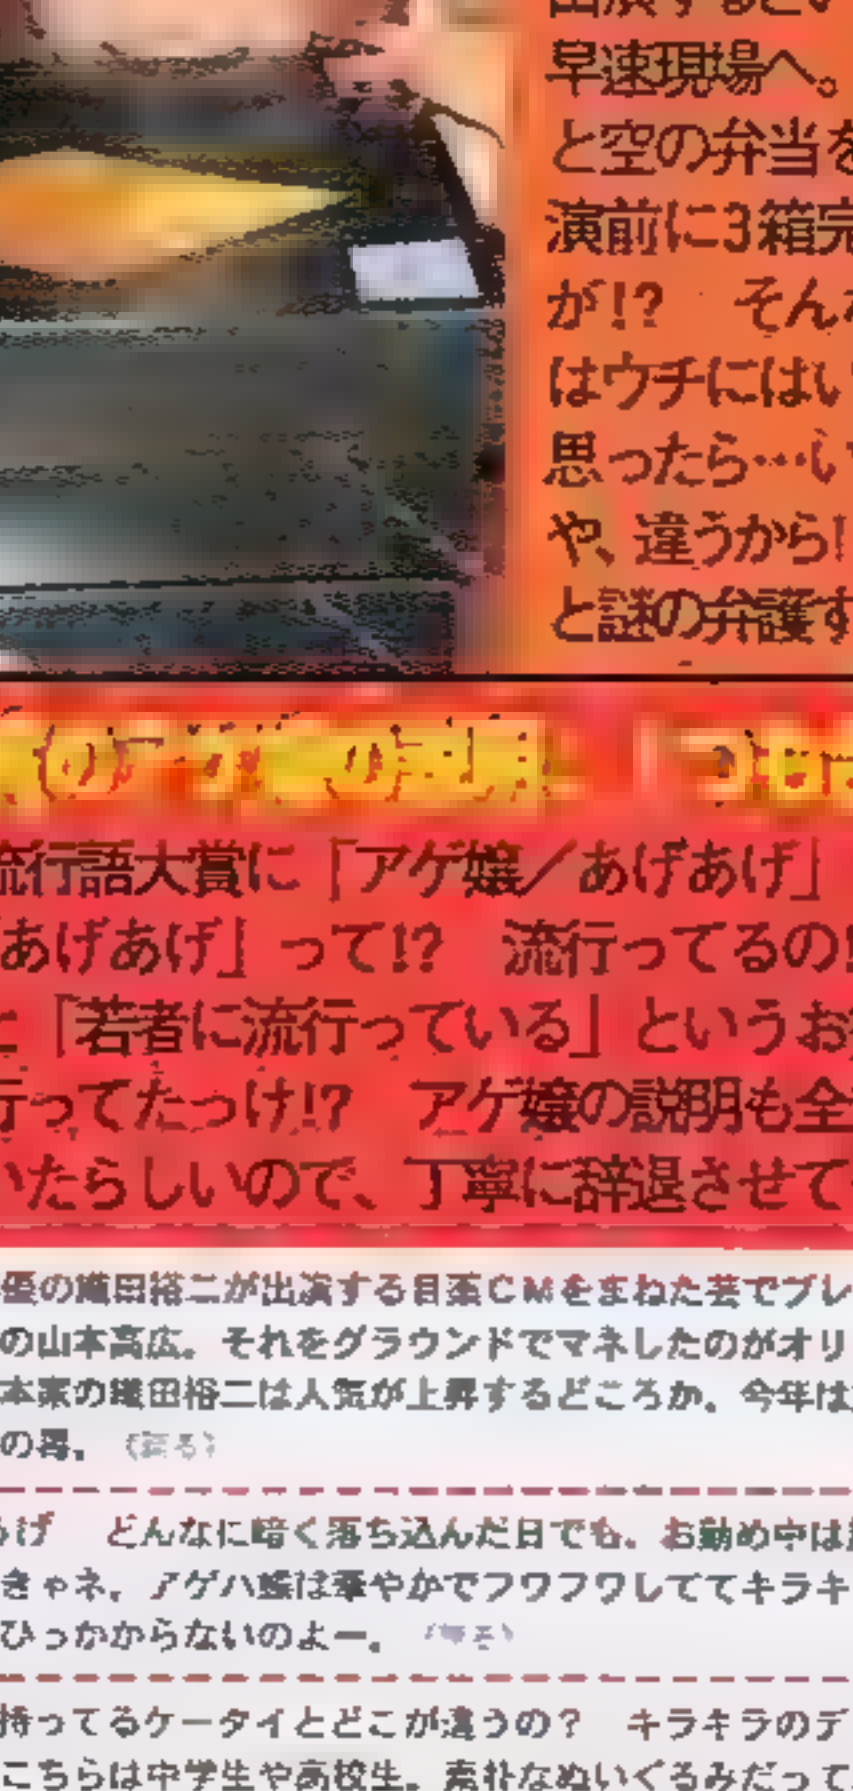 出演するとい
早速現場へ。
と空の弁当を
演前に3箱完
が!? そんな
はウチにはい
思ったら…い
や、違うから!
と謎の弁護す
流行語大賞に「アゲ嬢／あげあげ」
「あげあげ」って!? 流行ってるの!
と「若者に流行っている」というお
行ってたっけ!? アゲ嬢の説明も全
いたらしいので、丁寧に辞退させて
優の織田裕二が出演する目薬CMをまねた芸でブレ
の山本高広。それをグラウンドでマネしたのがオリ
本家の織田裕二は人気が上昇するどころか、今年は
の噂。
あげ どんなに暗く落ち込んだ日でも、お勤め中は
きゃネ。アゲハ蝶は華やかでフワフワしててキラキ
ひっかからないのよー。
持ってるケータイとどこが違うの? キラキラのデ
こちらは中学生や高校生。素朴なぬいぐるみだって